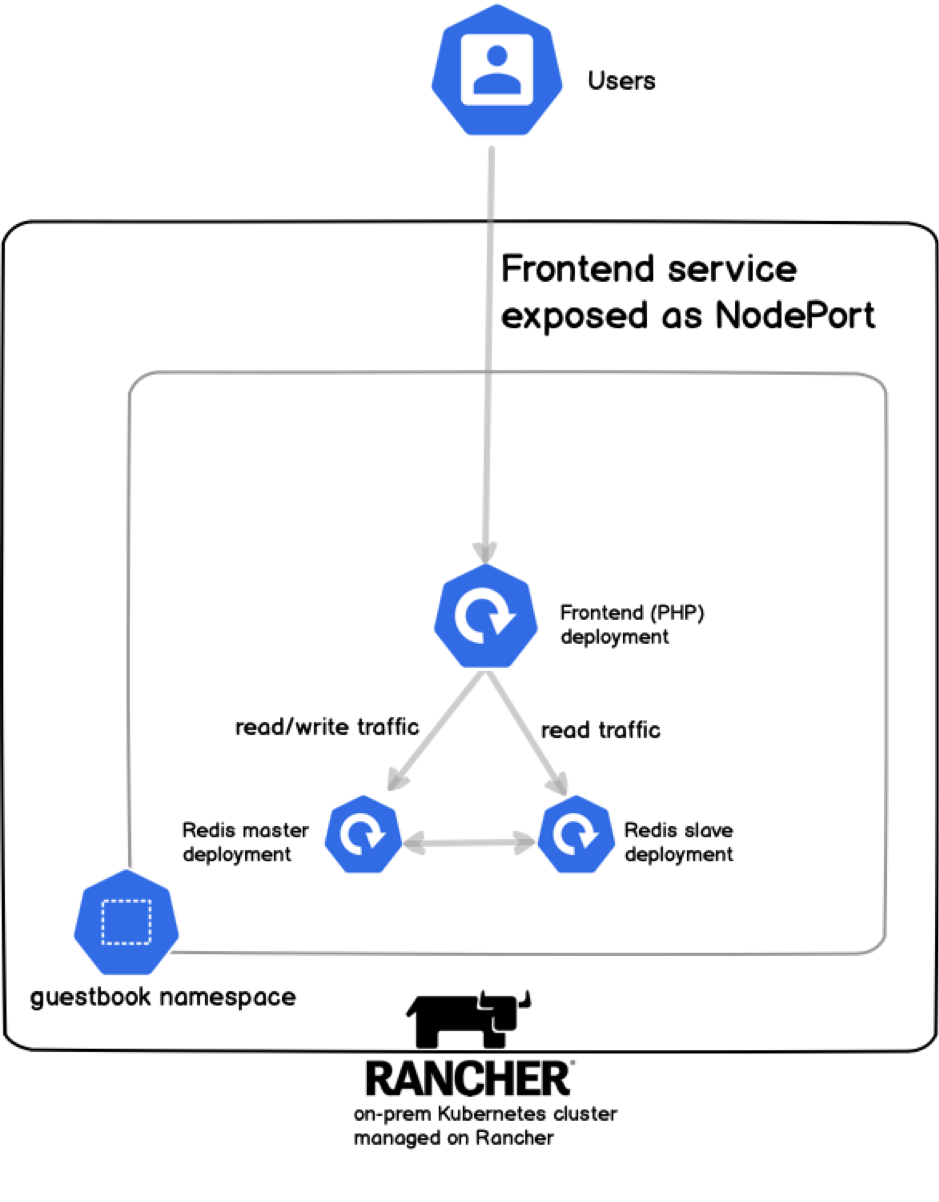 Users
Frontend service
exposed as NodePort
Frontend (PHP)
deployment
read/write traffic
read traffic
Redis master
deployment
Redis slave
deployment
guestbook namespace
RANCHER
on-prem Kubernetes cluster
managed on Rancher